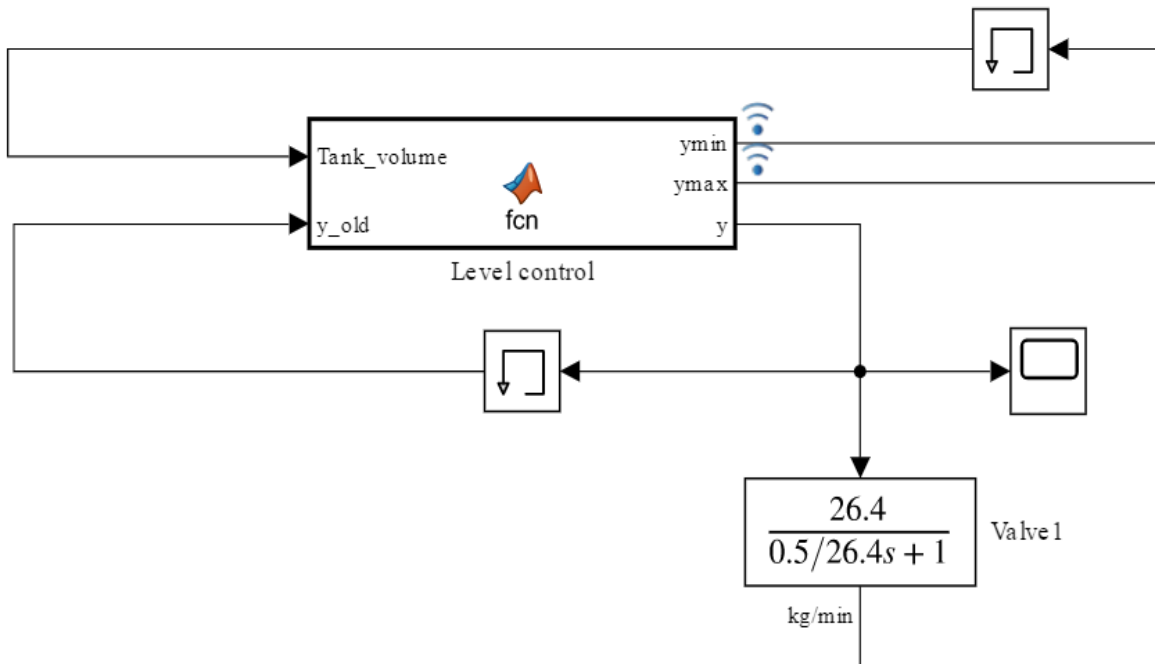 Tank_volume
ymin
ymax
y_old
fcn
y
Level control
26.4
0.5/26.4s + 1
Valve1
kg/min